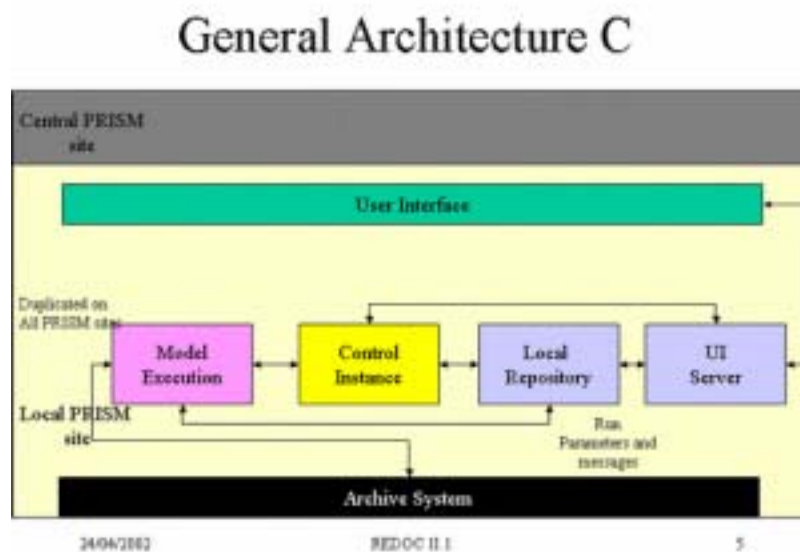 General Architecture C
Central PRISM
site
User Interface
Duplicated on
All PRISM sites
Model
Execution
Control
Instance
Local
Repository
UI
Server
Local PRISM
site
Run
Parameters and
messages
Archive System
24/04/2002
REDOC II.1
5